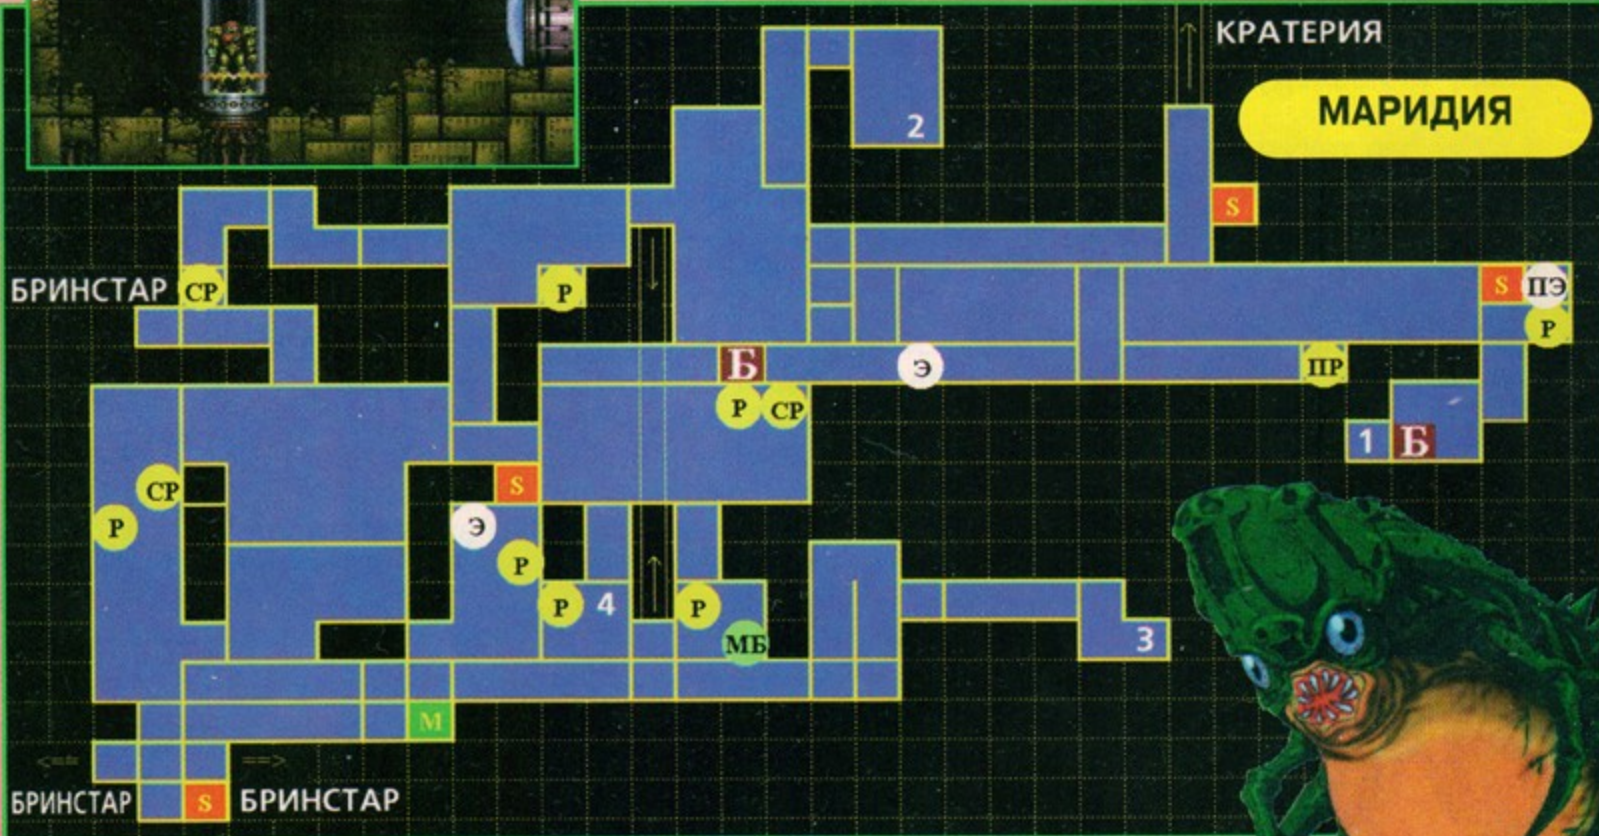 КРАТЕРИЯ
МАРИДИЯ
2
S
БРИНСТАР
СР
Р
S
ПЭ
Р
Б
Э
ПР
Р
СР
1
Б
СР
S
Р
Э
Р
Р
4
Р
МБ
3
М
<==
==>
БРИНСТАР
S
БРИНСТАР